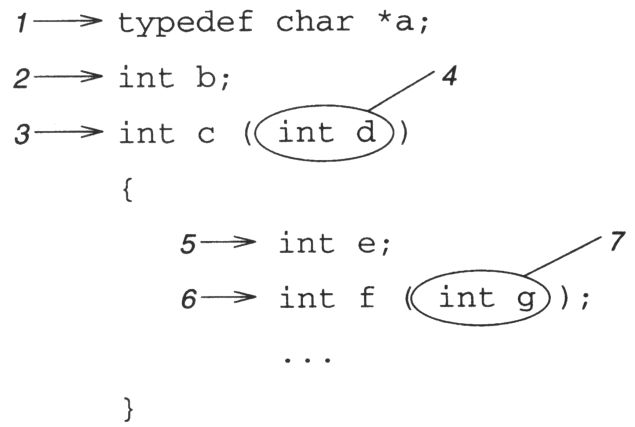 1 → typedef char *a;
2 → int b;
4
3 → int c (int d)
{
5 → int e;
7
6 → int f (int g);
...
}